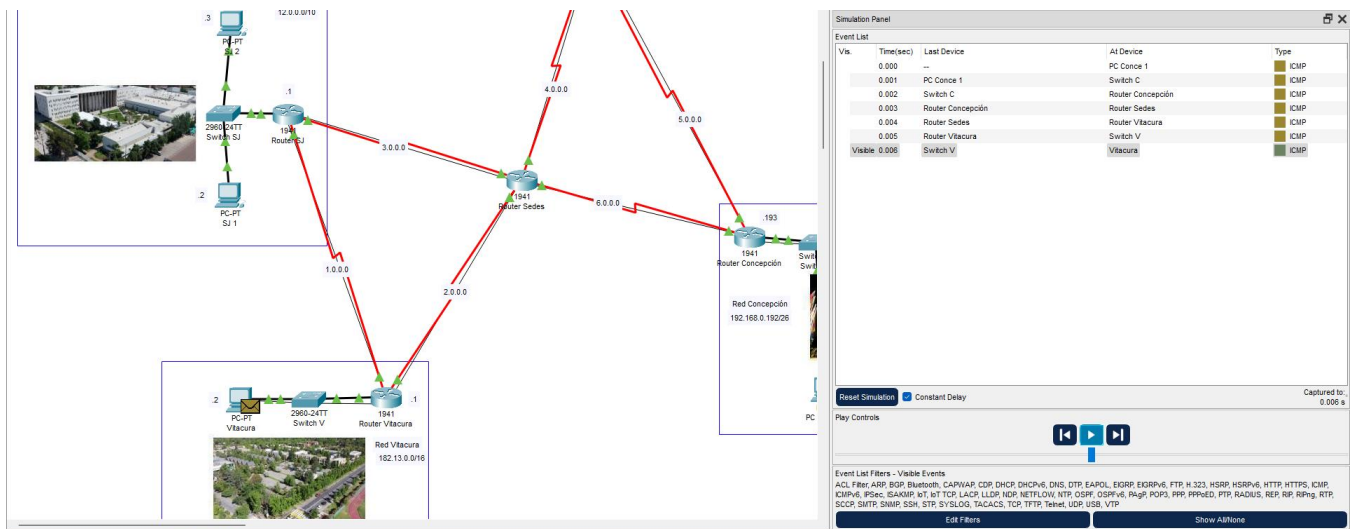 12.0.0.0/10
.3
PC-PT
SJ 2
.1
2960-24TT
Switch SJ
1941
Router SJ
.2
PC-PT
SJ 1
3.0.0.0
4.0.0.0
5.0.0.0
1941
Router Sedes
6.0.0.0
.193
1941
Router Concepción
Swit
Swit
1.0.0.0
2.0.0.0
Red Concepción
192.168.0.192/26
PC
.2
PC-PT
Vitacura
2960-24TT
Switch V
1941
Router Vitacura
.1
Red Vitacura
182.13.0.0/16
Simulation Panel
Event List
Vis. Time(sec) Last Device At Device Type
0.000 -- PC Conce 1 ICMP
0.001 PC Conce 1 Switch C ICMP
0.002 Switch C Router Concepción ICMP
0.003 Router Concepción Router Sedes ICMP
0.004 Router Sedes Router Vitacura ICMP
0.005 Router Vitacura Switch V ICMP
Visible 0.006 Switch V Vitacura ICMP
Reset Simulation Constant Delay
Captured to:
0.006 s
Play Controls
Event List Filters - Visible Events
ACL Filter, ARP, BGP, Bluetooth, CAPWAP, CDP, DHCP, DHCPv6, DNS, DTP, EAPOL, EIGRP, EIGRPv6, FTP, H.323, HSRP, HSRPv6, HTTP, HTTPS, ICMP,
ICMPv6, IPSec, ISAKMP, IoT, IoT TCP, LACP, LLDP, NDP, NETFLOW, NTP, OSPF, OSPFv6, PAgP, POP3, PPP, PPPoED, PTP, RADIUS, REP, RIP, RIPng, RTP,
SCCP, SMTP, SNMP, SSH, STP, SYSLOG, TACACS, TCP, TFTP, Telnet, UDP, USB, VTP
Edit Filters Show All/None